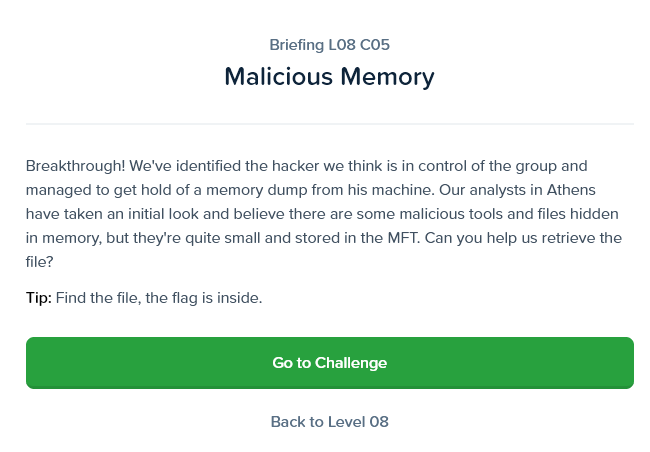 Briefing L08 C05
Malicious Memory
Breakthrough! We've identified the hacker we think is in control of the group and
managed to get hold of a memory dump from his machine. Our analysts in Athens
have taken an initial look and believe there are some malicious tools and files hidden
in memory, but they're quite small and stored in the MFT. Can you help us retrieve the
file?
Tip: Find the file, the flag is inside.
Go to Challenge
Back to Level 08